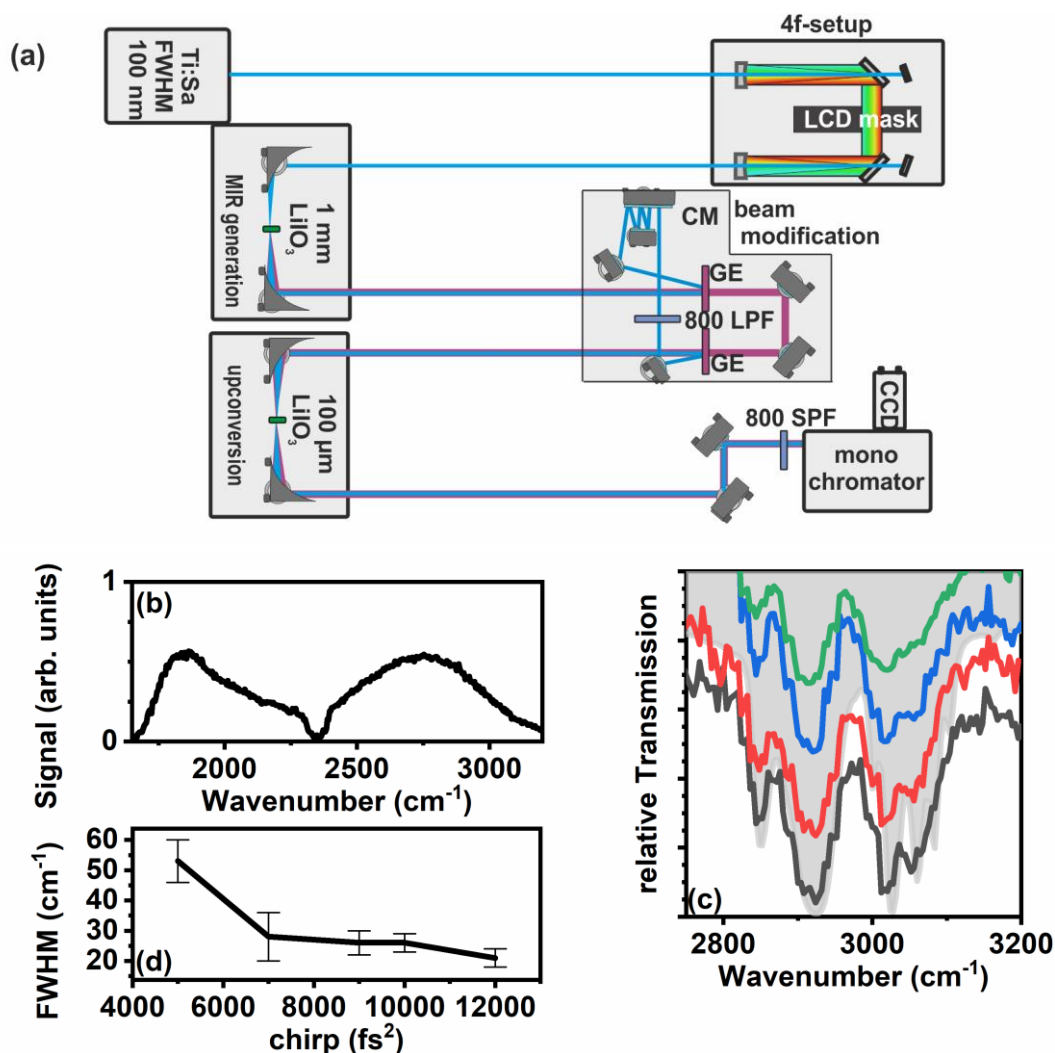 (a)
Ti:Sa
FWHM
100 nm
4f-setup
LCD mask
MIR generation
1 mm
LiIO3
CM
beam
modification
GE
800 LPF
GE
upconversion
100 µm
LiIO3
800 SPF
CCD
mono
chromator
(b)
Signal (arb. units)
1
0
2000 2500 3000
Wavenumber (cm-1)
(d)
FWHM (cm-1)
60
50
40
30
20
4000 6000 8000 10000 12000
chirp (fs2)
(c)
relative Transmission
2800 3000 3200
Wavenumber (cm-1)